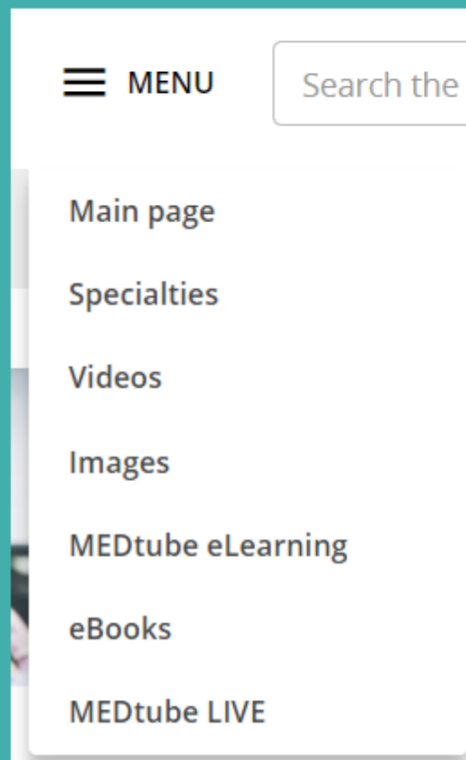 MENU
Search the
Main page
Specialties
Videos
Images
MEDtube eLearning
eBooks
MEDtube LIVE